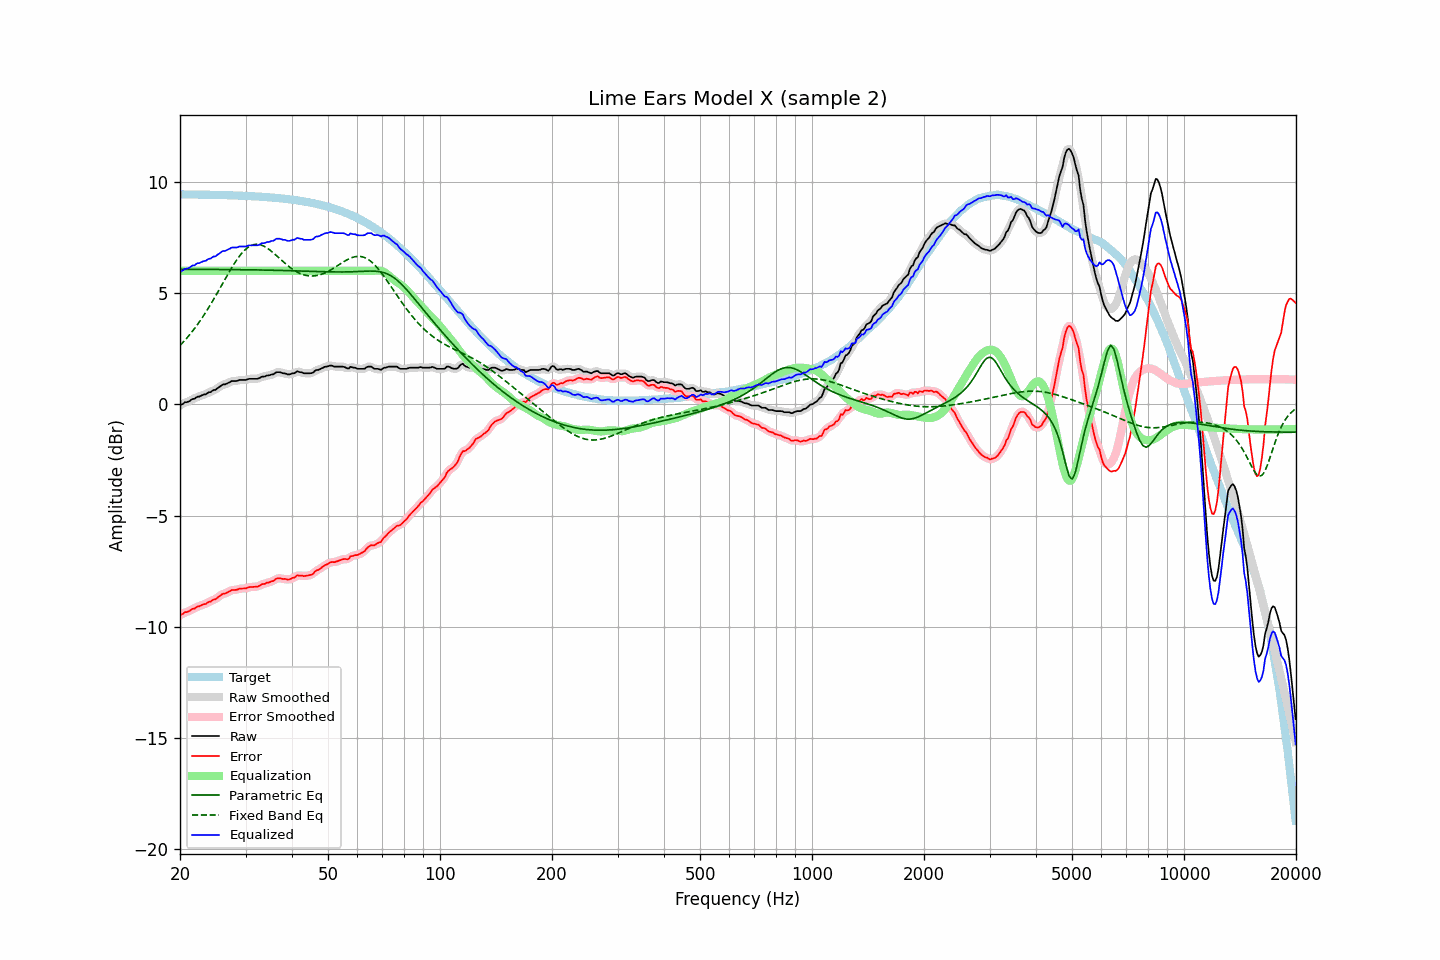 Lime Ears Model X (sample 2)
10
5
0
−5
−10
−15
−20
Amplitude (dBr)
Target
Raw Smoothed
Error Smoothed
Raw
Error
Equalization
Parametric Eq
Fixed Band Eq
Equalized
20 50 100 200 500 1000 2000 5000 10000 20000
Frequency (Hz)